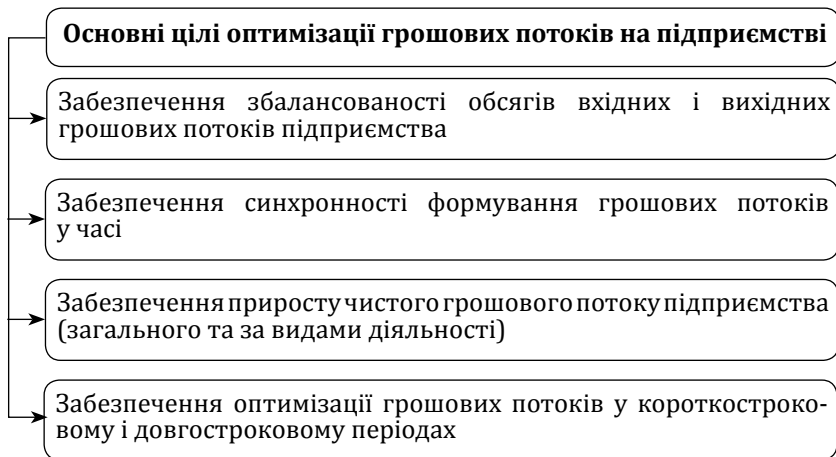 Основні цілі оптимізації грошових потоків на підприємстві
Забезпечення збалансованості обсягів вхідних і вихідних
грошових потоків підприємства
Забезпечення синхронності формування грошових потоків
у часі
Забезпечення приросту чистого грошового потоку підприємства
(загального та за видами діяльності)
Забезпечення оптимізації грошових потоків у короткостроко-
вому і довгостроковому періодах